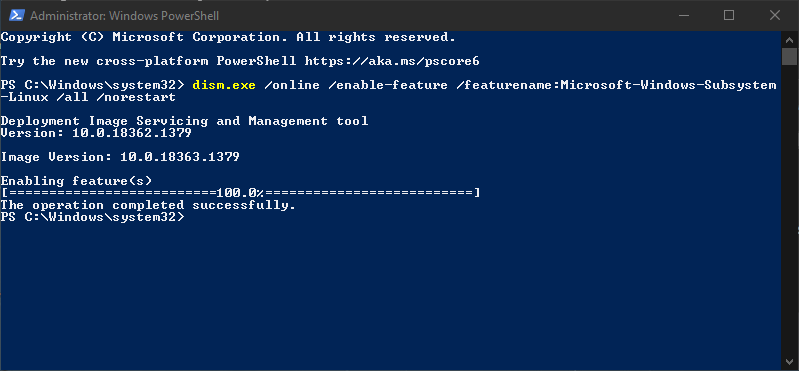 Administrator: Windows PowerShell
Copyright (C) Microsoft Corporation. All rights reserved.
Try the new cross-platform PowerShell https://aka.ms/pscore6
PS C:\Windows\system32> dism.exe /online /enable-feature /featurename:Microsoft-Windows-Subsystem
-Linux /all /norestart
Deployment Image Servicing and Management tool
Version: 10.0.18362.1379
Image Version: 10.0.18363.1379
Enabling feature(s)
[==========================100.0%==========================]
The operation completed successfully.
PS C:\Windows\system32>